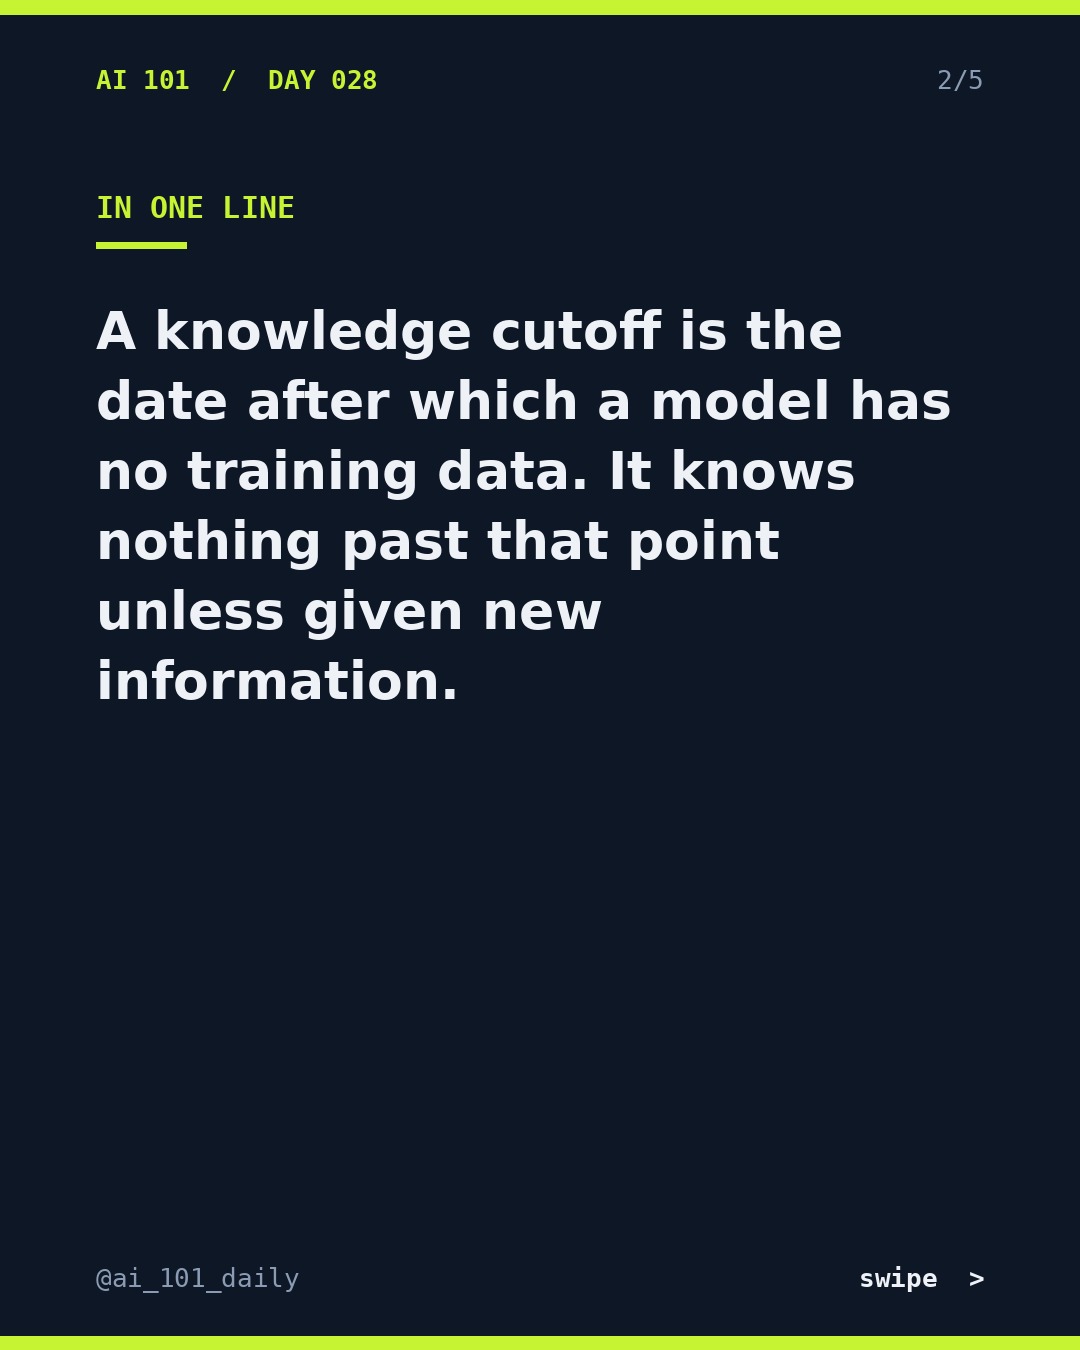 AI 101 / DAY 028
2/5
IN ONE LINE
A knowledge cutoff is the
date after which a model has
no training data. It knows
nothing past that point
unless given new
information.
@ai_101_daily
swipe >